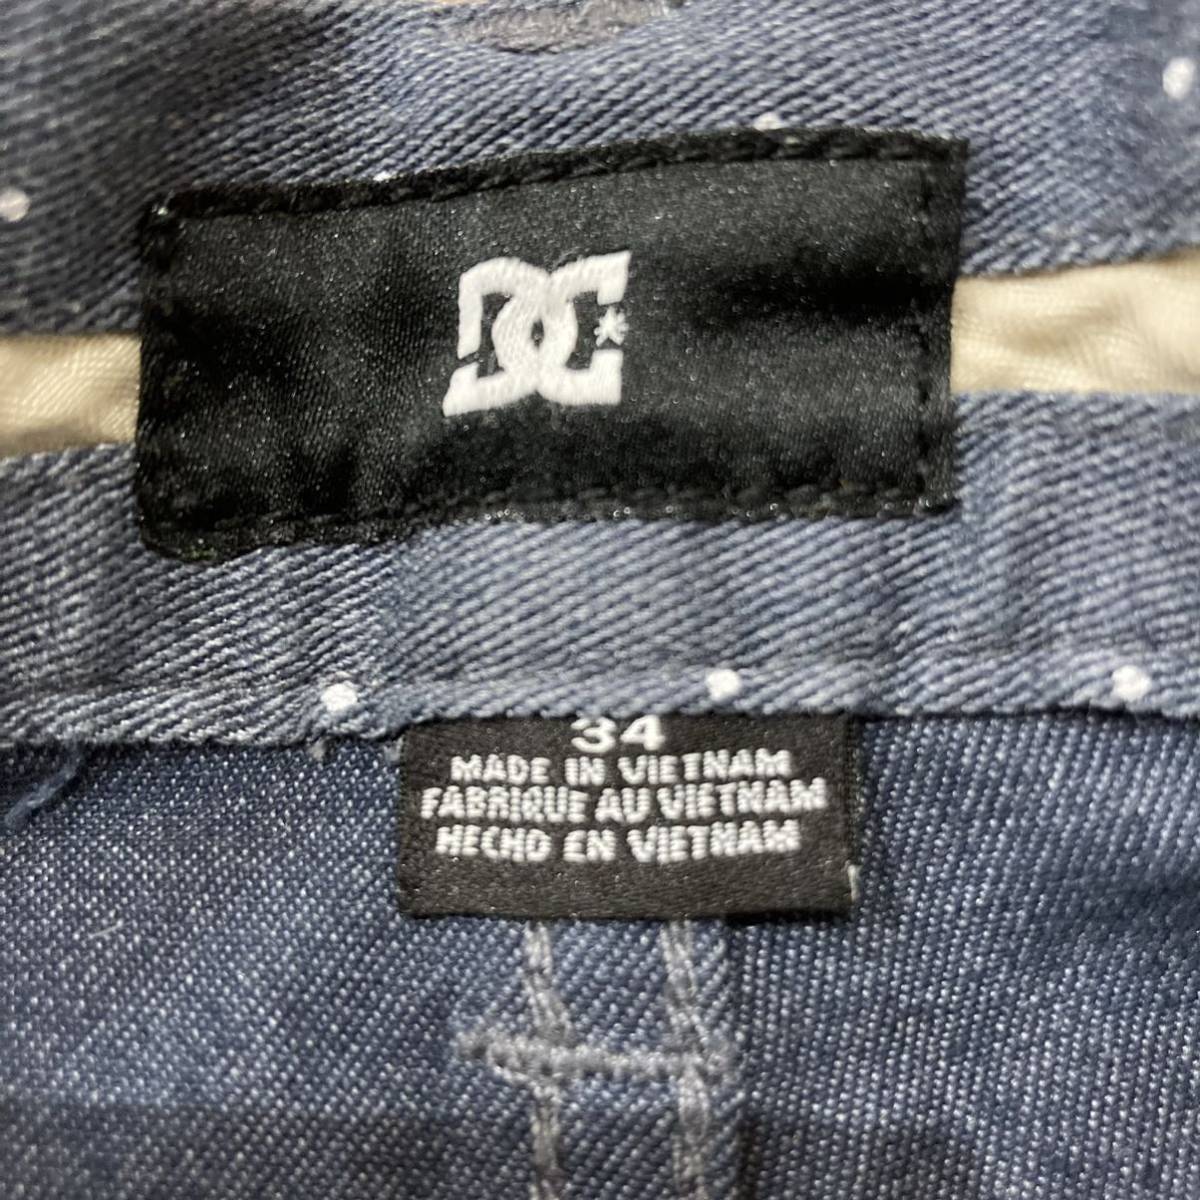 DC
34
MADE IN VIETNAM
FABRIQUE AU VIETNAM
HECHO EN VIETNAM